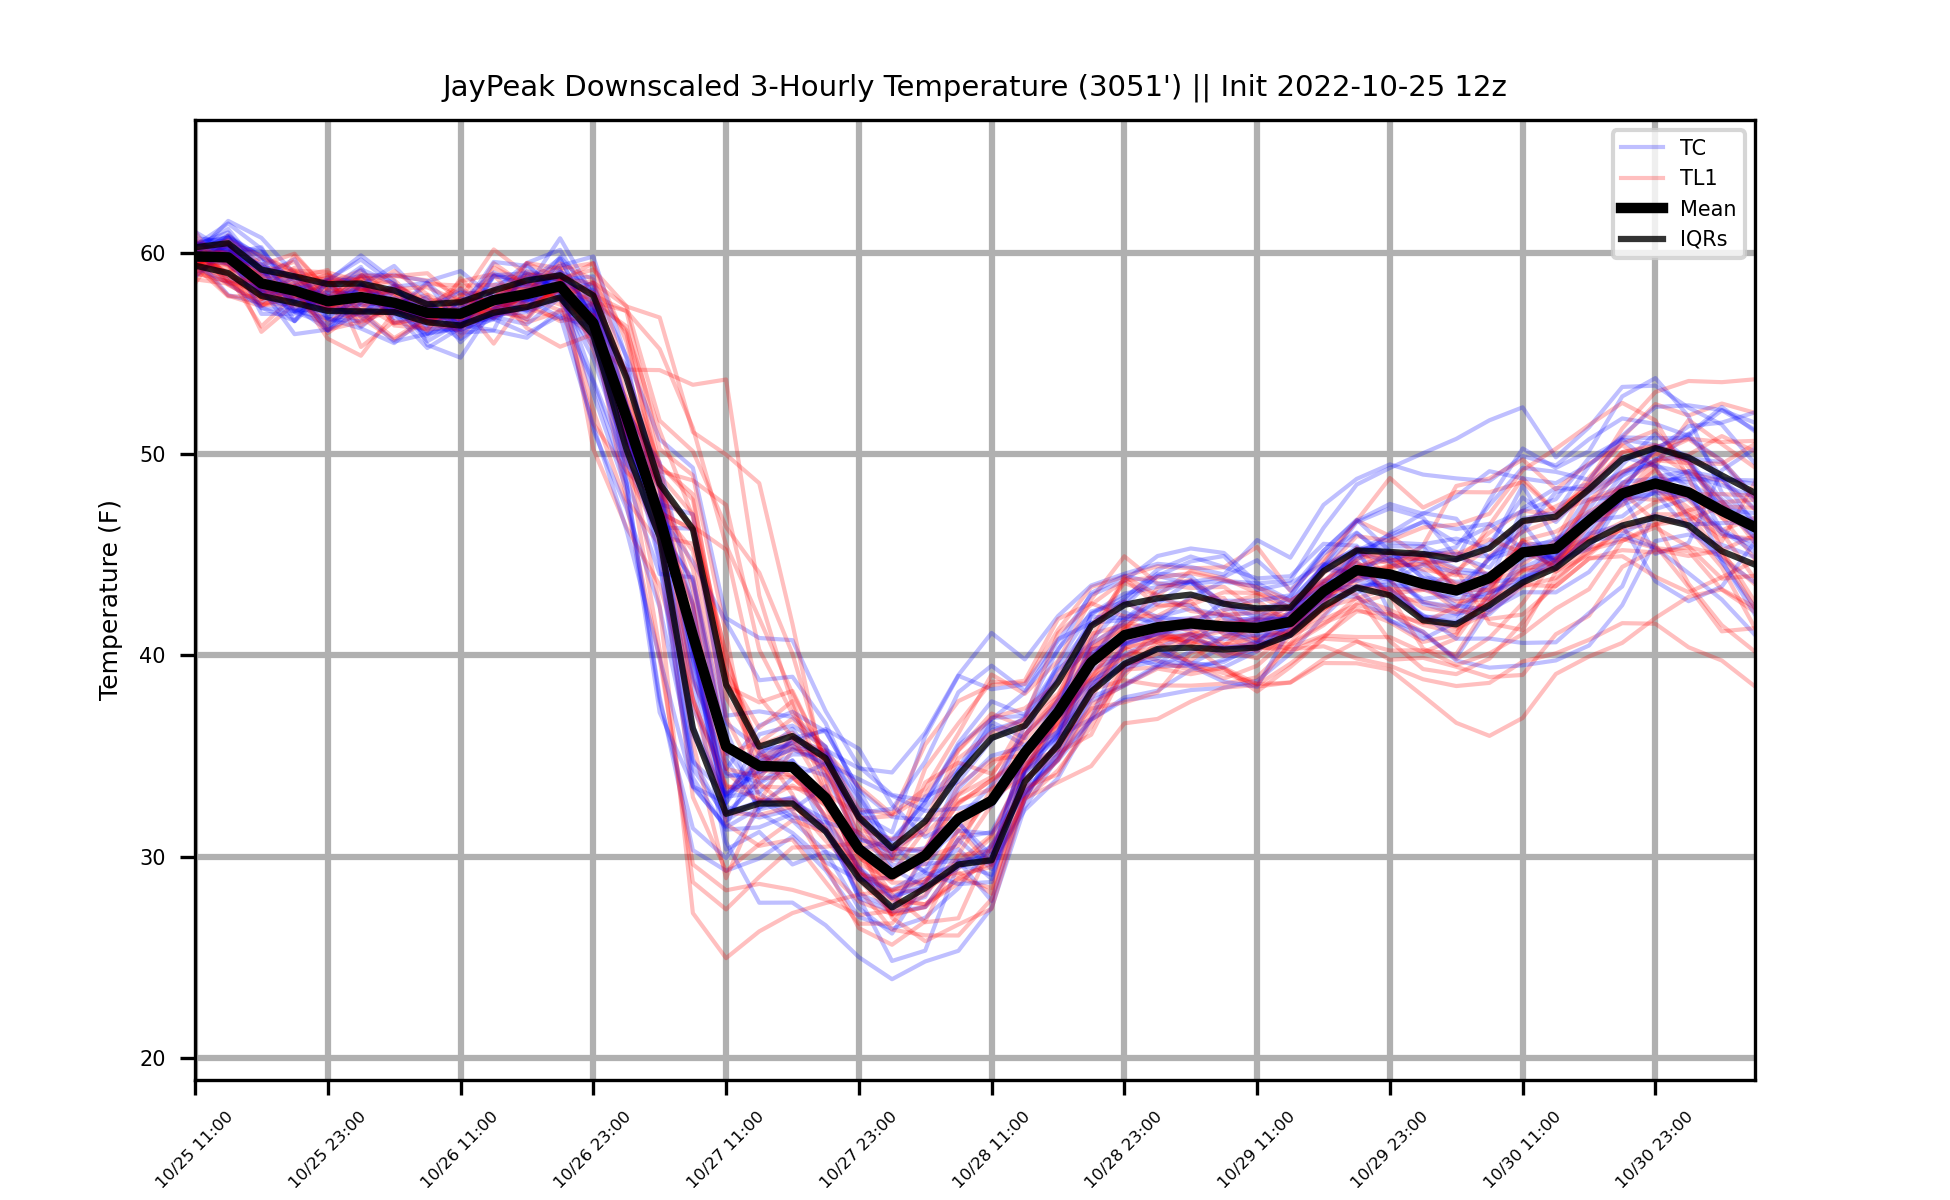 JayPeak Downscaled 3-Hourly Temperature (3051') || Init 2022-10-25 12z
TC
TL1
Mean
IQRs
Temperature (F)
60
50
40
30
20
10/25 11:00
10/25 23:00
10/26 11:00
10/26 23:00
10/27 11:00
10/27 23:00
10/28 11:00
10/28 23:00
10/29 11:00
10/29 23:00
10/30 11:00
10/30 23:00